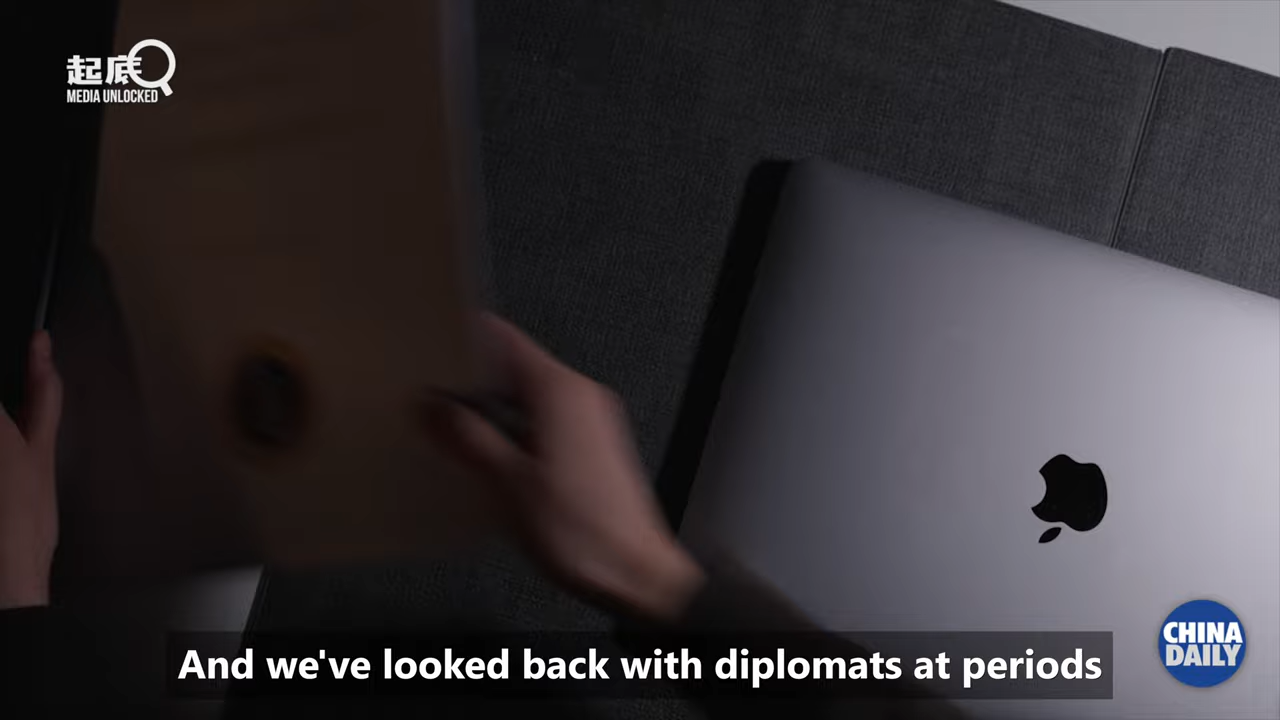 起底
MEDIA UNLOCKED
And we've looked back with diplomats at periods
CHINA
DAILY